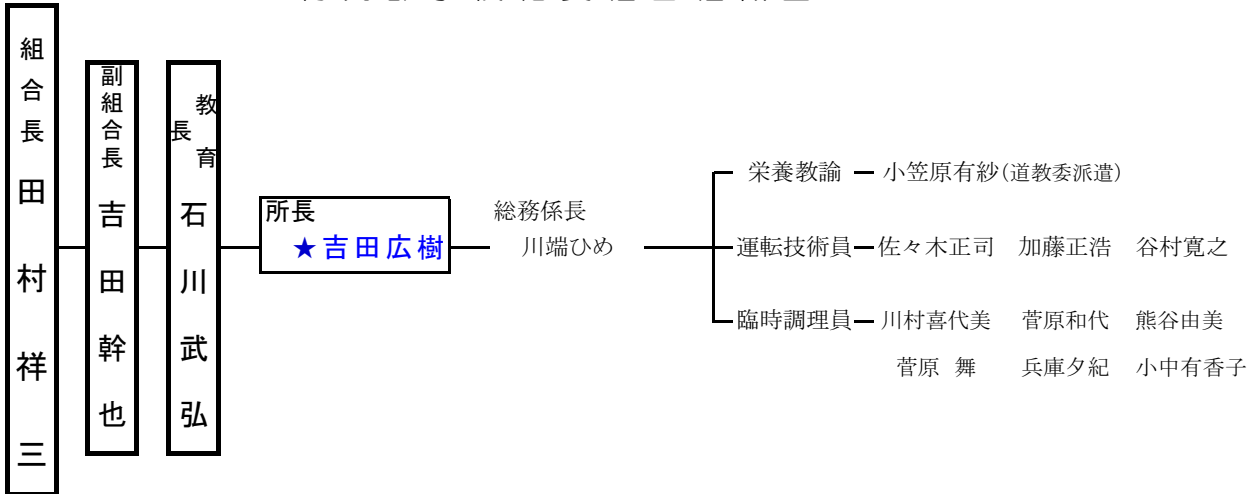 組合長 田村祥三
副組合長 吉田幹也
教育長 石川武弘
所長
★吉田広樹
総務係長
川端ひめ
栄養教諭 ー 小笠原有紗(道教委派遣)
運転技術員ー佐々木正司 加藤正浩 谷村寛之
臨時調理員ー川村喜代美 菅原和代 熊谷由美
菅原 舞 兵庫夕紀 小中有香子